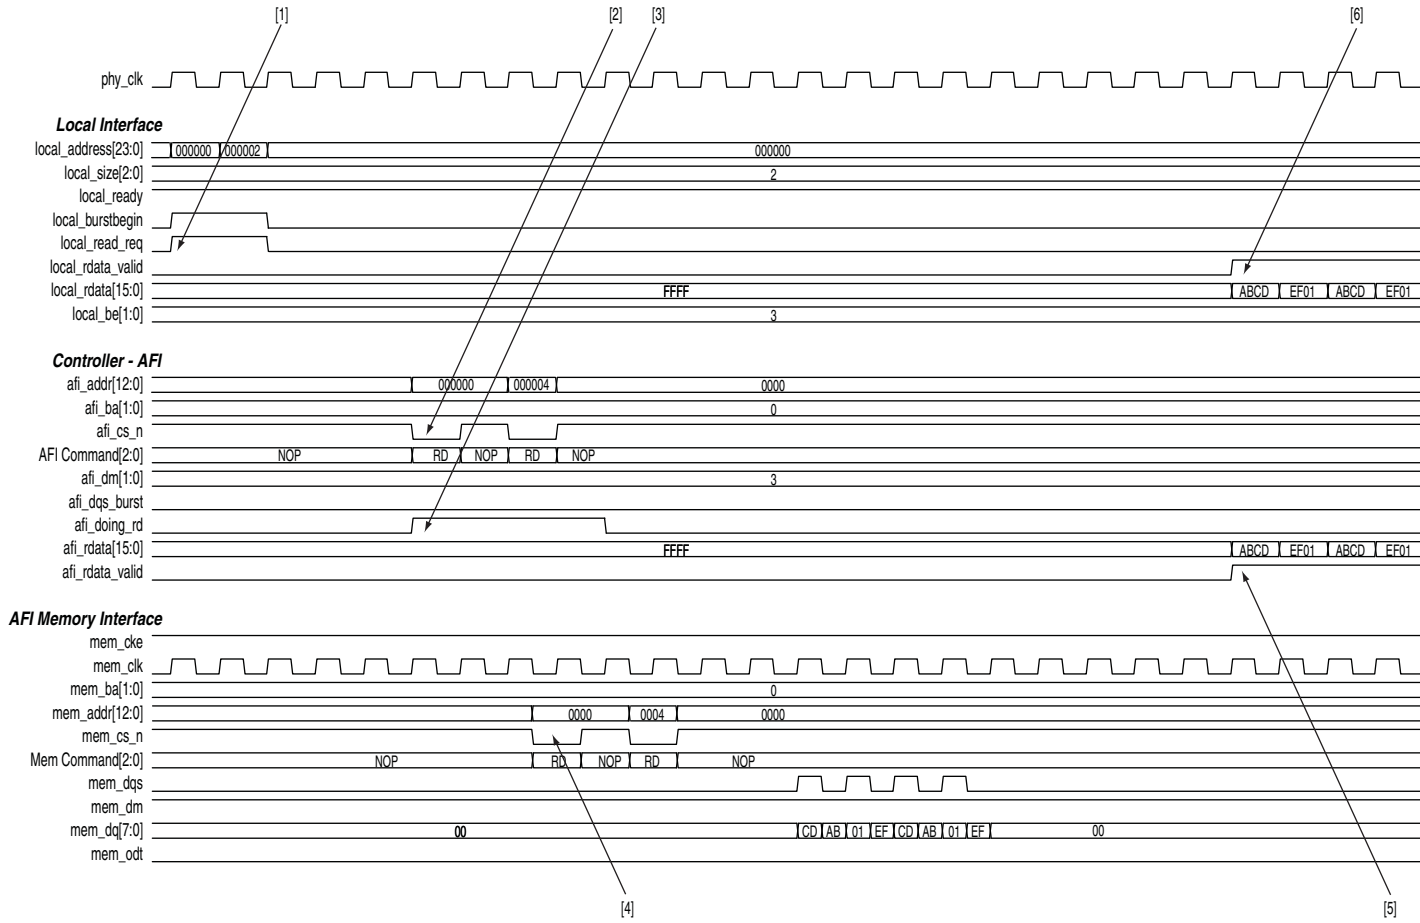 [1] [2] [3] [6]
phy_clk
Local Interface
local_address[23:0] 000000 000002 000000
local_size[2:0] 2
local_ready
local_burstbegin
local_read_req
local_rdata_valid
local_rdata[15:0] FFFF ABCD EF01 ABCD EF01
local_be[1:0] 3
Controller - AFI
afi_addr[12:0] 000000 000004 0000
afi_ba[1:0] 0
afi_cs_n
AFI Command[2:0] NOP RD NOP RD NOP
afi_dm[1:0] 3
afi_dqs_burst
afi_doing_rd
afi_rdata[15:0] FFFF ABCD EF01 ABCD EF01
afi_rdata_valid
AFI Memory Interface
mem_cke
mem_clk
mem_ba[1:0] 0
mem_addr[12:0] 0000 0004 0000
mem_cs_n
Mem Command[2:0] NOP RD NOP RD NOP
mem_dqs
mem_dm
mem_dq[7:0] 00 CD AB 01 EF CD AB 01 EF 00
mem_odt
[4] [5]